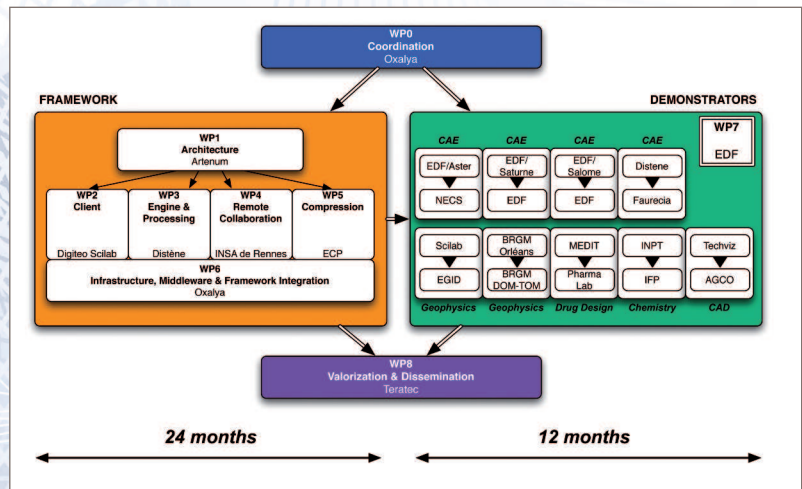 WP0
Coordination
Oxalya
FRAMEWORK
DEMONSTRATORS
WP1
Architecture
Artenum
WP2
Client
Digiteo Scilab
WP3
Engine &
Processing
Distène
WP4
Remote
Collaboration
INSA de Rennes
WP5
Compression
ECP
WP6
Infrastructure, Middleware & Framework Integration
Oxalya
WP7
EDF
CAE
EDF/Aster
NECS
CAE
EDF/
Saturne
EDF
CAE
EDF/
Salome
EDF
CAE
Distene
Faurecia
Scilab
EGID
Geophysics
BRGM
Orléans
BRGM
DOM-TOM
Geophysics
MEDIT
Pharma
Lab
Drug Design
INPT
IFP
Chemistry
Techviz
AGCO
CAD
WP8
Valorization & Dissemination
Teratec
24 months
12 months